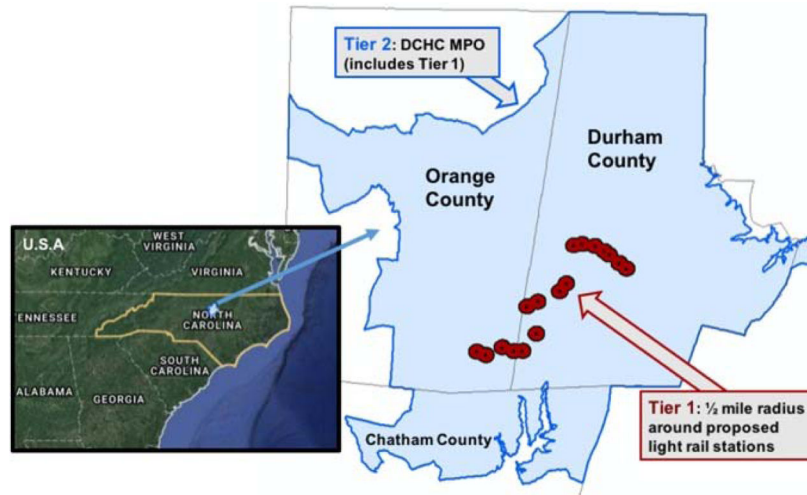 Tier 2: DCHC MPO
(includes Tier 1)
Durham
County
Orange
County
U.S.A
WEST
VIRGINIA
KENTUCKY
VIRGINIA
TENNESSEE
NORTH
CAROLINA
SOUTH
CAROLINA
ALABAMA
GEORGIA
Tier 1: ½ mile radius
around proposed
light rail stations
Chatham County